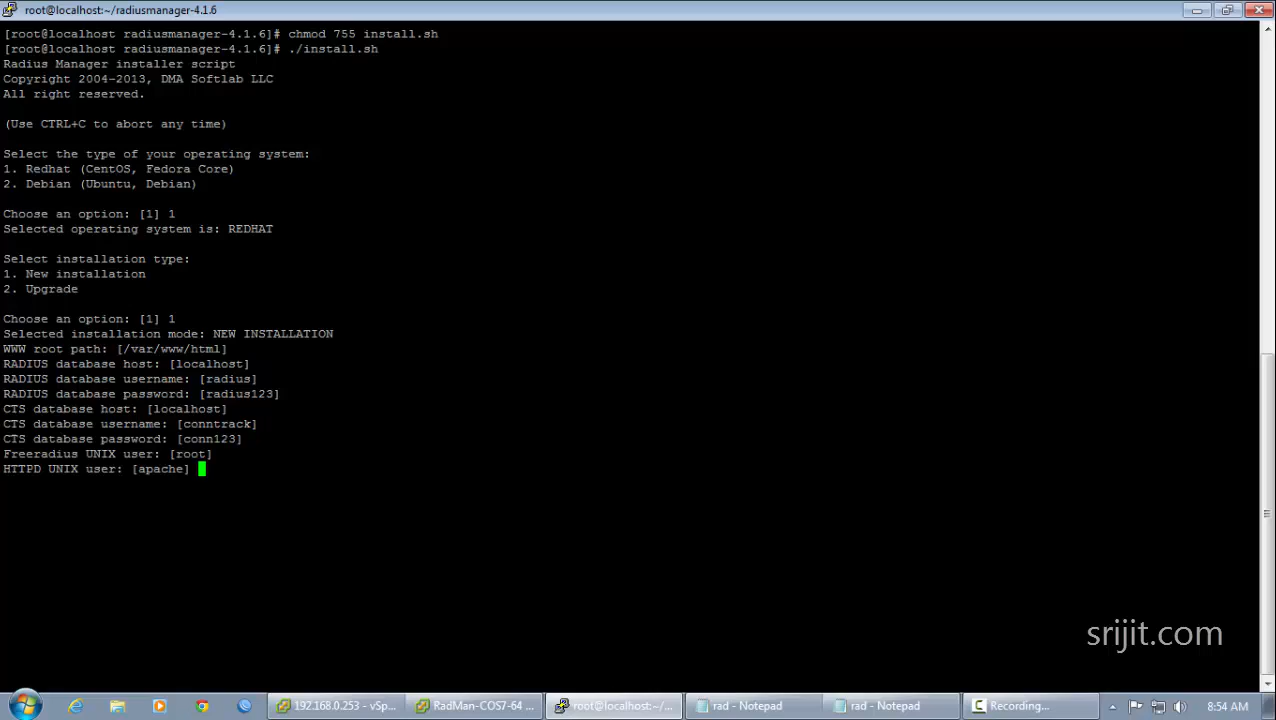 root@localhost:~/radiusmanager-4.1.6
[root@localhost radiusmanager-4.1.6]# chmod 755 install.sh
[root@localhost radiusmanager-4.1.6]# ./install.sh
Radius Manager installer script
Copyright 2004-2013, DMA Softlab LLC
All right reserved.
(Use CTRL+C to abort any time)
Select the type of your operating system:
1. Redhat (CentOS, Fedora Core)
2. Debian (Ubuntu, Debian)
Choose an option: [1] 1
Selected operating system is: REDHAT
Select installation type:
1. New installation
2. Upgrade
Choose an option: [1] 1
Selected installation mode: NEW INSTALLATION
WWW root path: [/var/www/html]
RADIUS database host: [localhost]
RADIUS database username: [radius]
RADIUS database password: [radius123]
CTS database host: [localhost]
CTS database username: [conntrack]
CTS database password: [conn123]
Freeradius UNIX user: [root]
HTTPD UNIX user: [apache]
srijit.com
192.168.0.253 - vSp... RadMan-COS7-64 ... root@localhost:~/... rad - Notepad rad - Notepad Recording... 8:54 AM